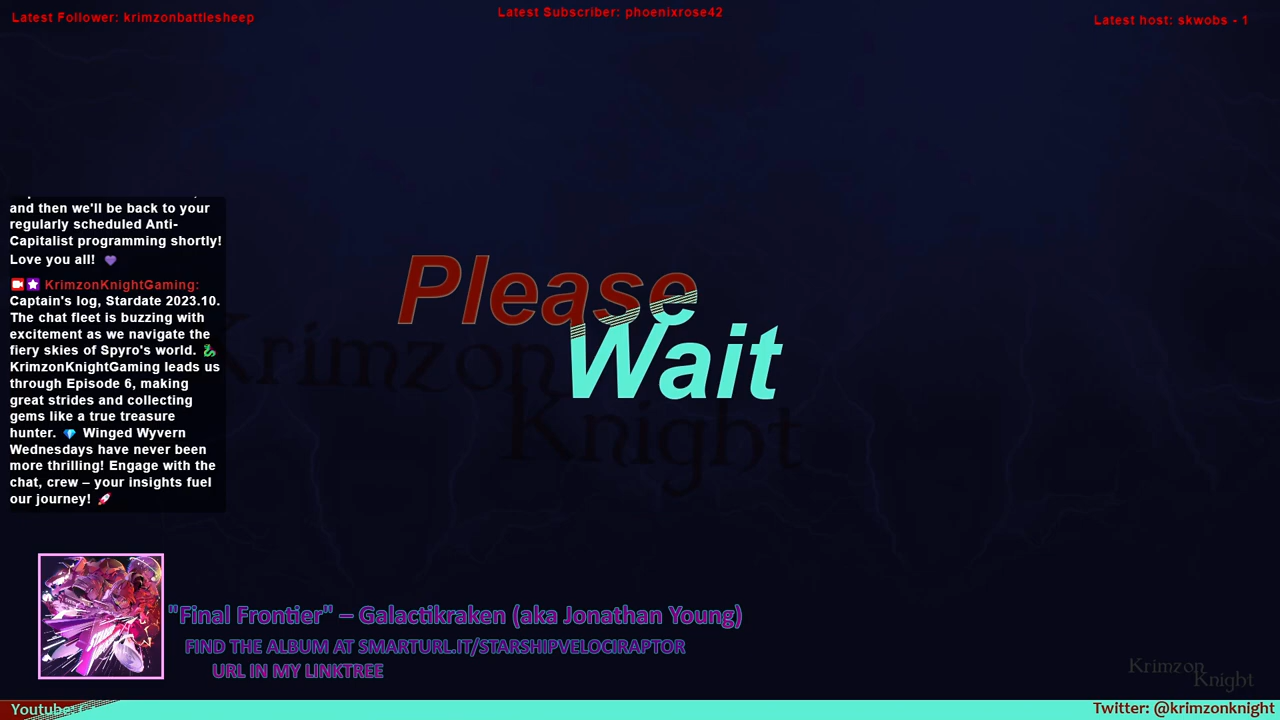 Latest Follower: krimzonbattlesheep
Latest Subscriber: phoenixrose42
Latest host: skwobs - 1
and then we'll be back to your
regularly scheduled Anti-
Capitalist programming shortly!
Love you all! 💜
KrimzonKnightGaming:
Captain's log, Stardate 2023.10.
The chat fleet is buzzing with
excitement as we navigate the
fiery skies of Spyro's world. 🐉
KrimzonKnightGaming leads us
through Episode 6, making
great strides and collecting
gems like a true treasure
hunter. 💎 Winged Wyvern
Wednesdays have never been
more thrilling! Engage with the
chat, crew – your insights fuel
our journey! 🚀
Please
Wait
Krimzon
Knight
"Final Frontier" – Galactikraken (aka Jonathan Young)
FIND THE ALBUM AT SMARTURL.IT/STARSHIPVELOCIRAPTOR
URL IN MY LINKTREE
Krimzon
Knight
Youtube:
Twitter: @krimzonknight